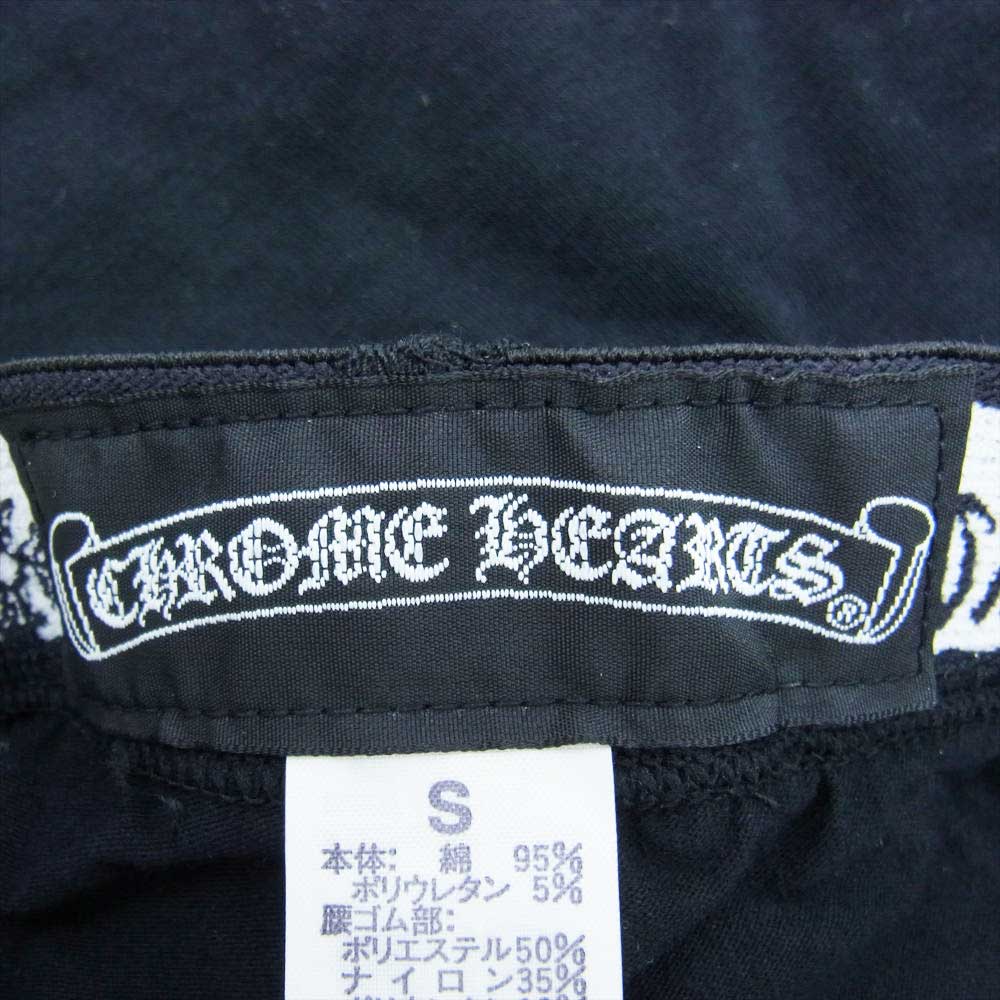 CHROME HEARTS®
S
本体: 綿 95%
ポリウレタン 5%
腰ゴム部:
ポリエステル50%
ナイロン35%